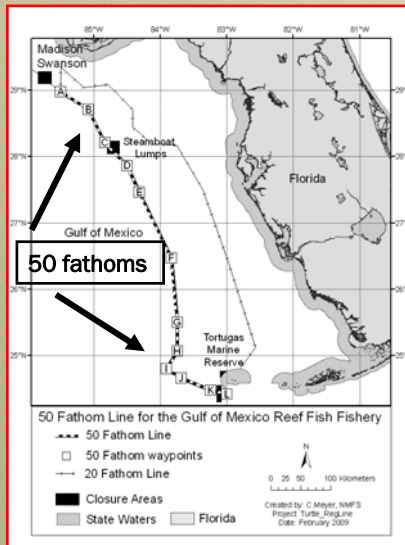 Madison
Swanson
85°W
84°W
83°W
82°W
81°W
29°N
A
B
C
Steamboat
Lumps
28°N
D
E
Florida
27°N
Gulf of Mexico
50 fathoms
F
26°N
G
Tortugas
Marine
Reserve
H
25°N
I
J
K
L
50 Fathom Line for the Gulf of Mexico Reef Fish Fishery
50 Fathom Line
50 Fathom waypoints
20 Fathom Line
Closure Areas
State Waters
Florida
N
0 25 50 100 Kilometers
Created by: C.Meyer, NMFS
Project: Turtle_RegLine
Date: February 2009